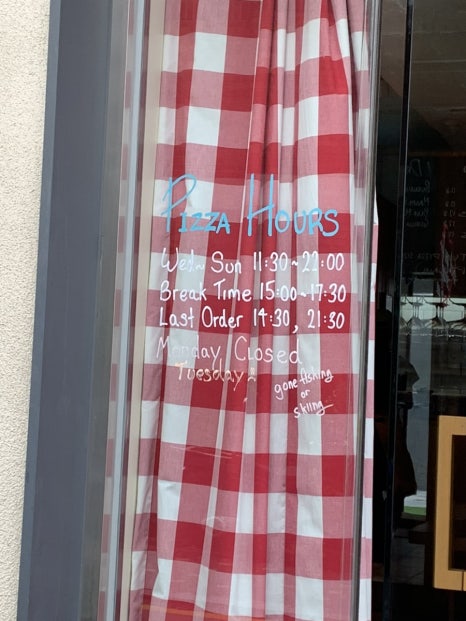 Pizza Hours
Wed~Sun 11:30~22:00
Break Time 15:00~17:30
Last Order 14:30, 21:30
Monday, Closed
Tuesday
gone fishing
or
skiing